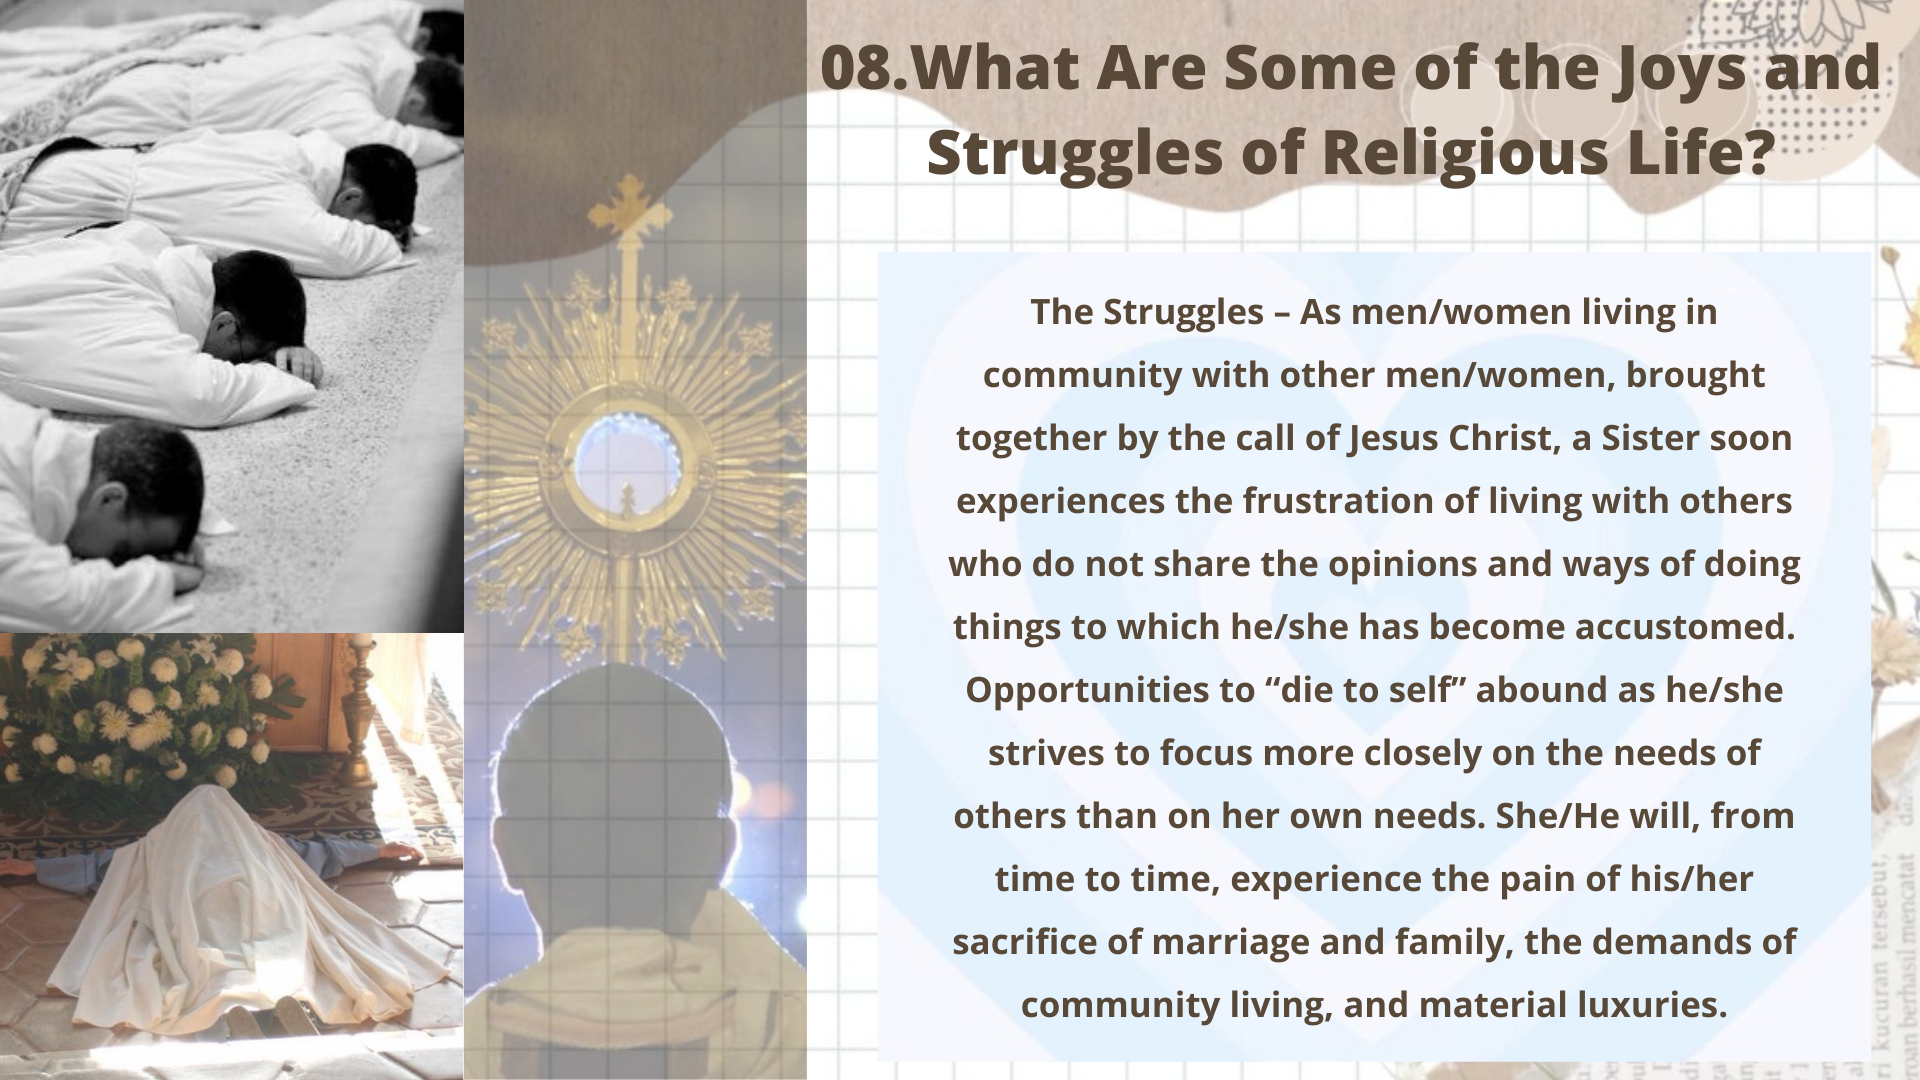 08.What Are Some of the Joys and
Struggles of Religious Life?
The Struggles – As men/women living in
community with other men/women, brought
together by the call of Jesus Christ, a Sister soon
experiences the frustration of living with others
who do not share the opinions and ways of doing
things to which he/she has become accustomed.
Opportunities to “die to self” abound as he/she
strives to focus more closely on the needs of
others than on her own needs. She/He will, from
time to time, experience the pain of his/her
sacrifice of marriage and family, the demands of
community living, and material luxuries.
kucuran tersebut,
berhasil mencatat